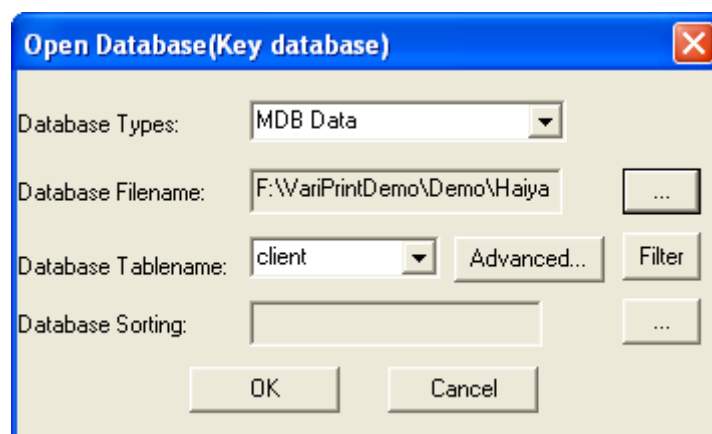 Open Database(Key database)
Database Types: MDB Data
Database Filename: F:\VariPrintDemo\Demo\Haiya ...
Database Tablename: client Advanced... Filter
Database Sorting: ...
OK Cancel